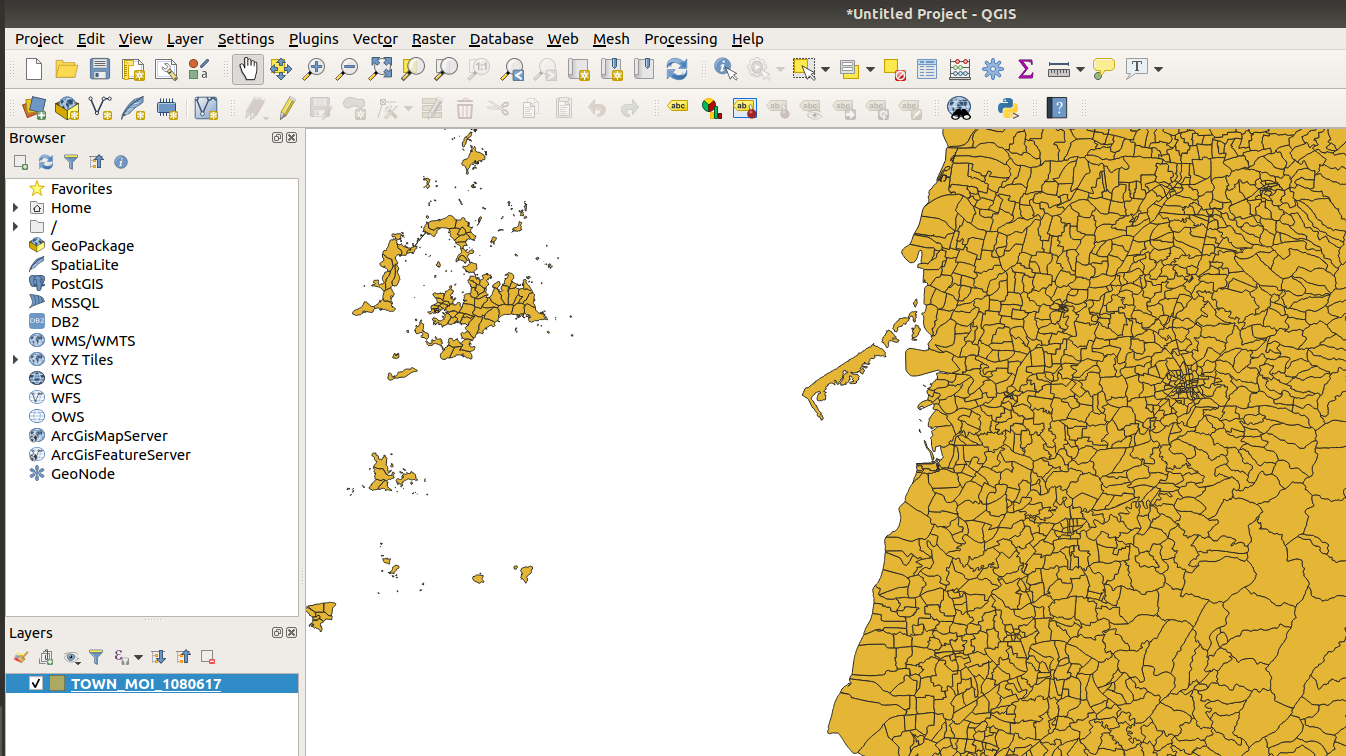 *Untitled Project - QGIS
Project Edit View Layer Settings Plugins Vector Raster Database Web Mesh Processing Help
Browser
Favorites
Home
/
GeoPackage
SpatiaLite
PostGIS
MSSQL
DB2
DB2
WMS/WMTS
XYZ Tiles
WCS
WFS
OWS
ArcGisMapServer
ArcGisFeatureServer
GeoNode
Layers
TOWN_MOI_1080617